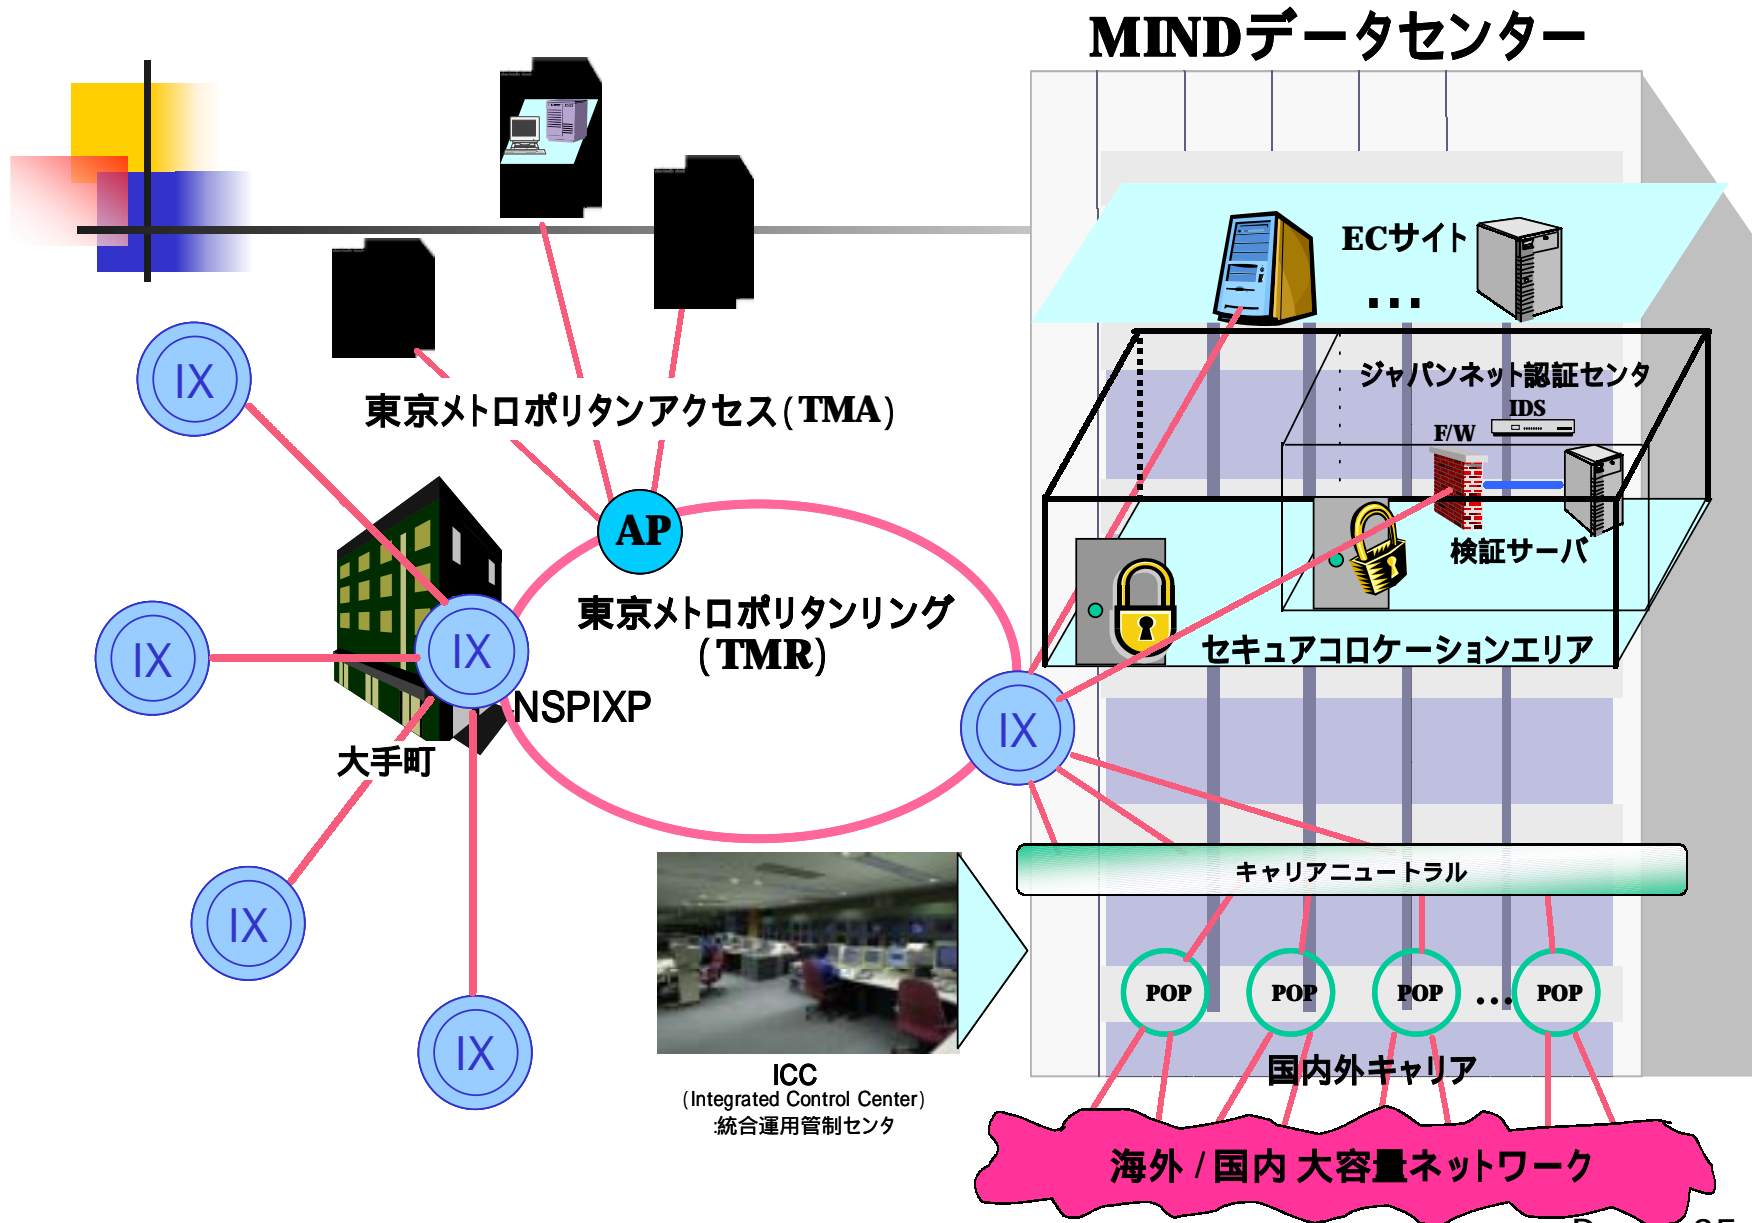 MINDデータセンター
ECサイト
...
ジャパンネット認証センタ
IDS
F/W
検証サーバ
セキュアコロケーションエリア
IX
東京メトロポリタンアクセス(TMA)
AP
東京メトロポリタンリング
(TMR)
IX
IX
NSPIXP
大手町
IX
IX
IX
キャリアニュートラル
POP
POP
POP
...
POP
国内外キャリア
ICC
(Integrated Control Center)
:統合運用管制センタ
海外 / 国内 大容量ネットワーク